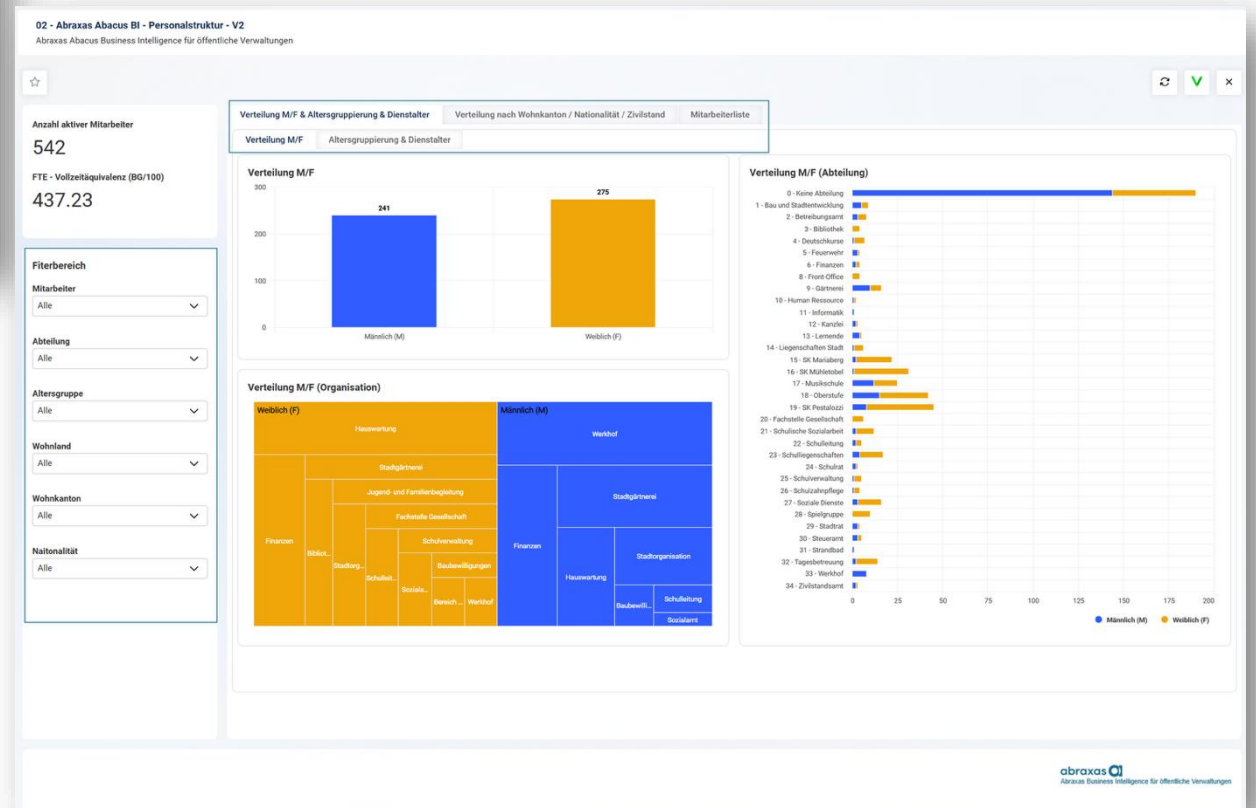 02 - Abraxas Abacus BI - Personalstruktur - V2
Abraxas Abacus Business Intelligence für öffentliche Verwaltungen
Anzahl aktiver Mitarbeiter
542
FTE - Vollzeitäquivalenz (BG/100)
437.23
Fiterbereich
Mitarbeiter
Alle
Abteilung
Alle
Altersgruppe
Alle
Wohnland
Alle
Wohnkanton
Alle
Naitonalität
Alle
Verteilung M/F & Altersgruppierung & Dienstalter Verteilung nach Wohnkanton / Nationalität / Zivilstand Mitarbeiterliste
Verteilung M/F Altersgruppierung & Dienstalter
Verteilung M/F
300
200
100
0
241
275
Männlich (M) Weiblich (F)
Verteilung M/F (Organisation)
Weiblich (F)
Hauswartung
Finanzen
Stadtgärtnerei
Bibliot...
Jugend- und Familienbegleitung
Stadtorg...
Fachstelle Gesellschaft
Schulleit...
Schulverwaltung
Soziala...
Baubewilligungen
Bereich ...
Werkhof
Männlich (M)
Werkhof
Finanzen
Stadtgärtnerei
Hauswartung
Stadtorganisation
Baubewilli...
Schulleitung
Sozialamt
Verteilung M/F (Abteilung)
0 - Keine Abteilung
1 - Bau und Stadtentwicklung
2 - Betreibungsamt
3 - Bibliothek
4 - Deutschkurse
5 - Feuerwehr
6 - Finanzen
8 - Front-Office
9 - Gärtnerei
10 - Human Ressource
11 - Informatik
12 - Kanzlei
13 - Lernende
14 - Liegenschaften Stadt
15 - SK Mariaberg
16 - SK Mühletobel
17 - Musikschule
18 - Oberstufe
19 - SK Pestalozzi
20 - Fachstelle Gesellschaft
21 - Schulische Sozialarbeit
22 - Schulleitung
23 - Schulliegenschaften
24 - Schulrat
25 - Schulverwaltung
26 - Schulzahnpflege
27 - Soziale Dienste
28 - Spielgruppe
29 - Stadtrat
30 - Steueramt
31 - Strandbad
32 - Tagesbetreuung
33 - Werkhof
34 - Zivilstandsamt
0 25 50 75 100 125 150 175 200
Männlich (M) Weiblich (F)
abraxas
Abraxas Business Intelligence für öffentliche Verwaltungen